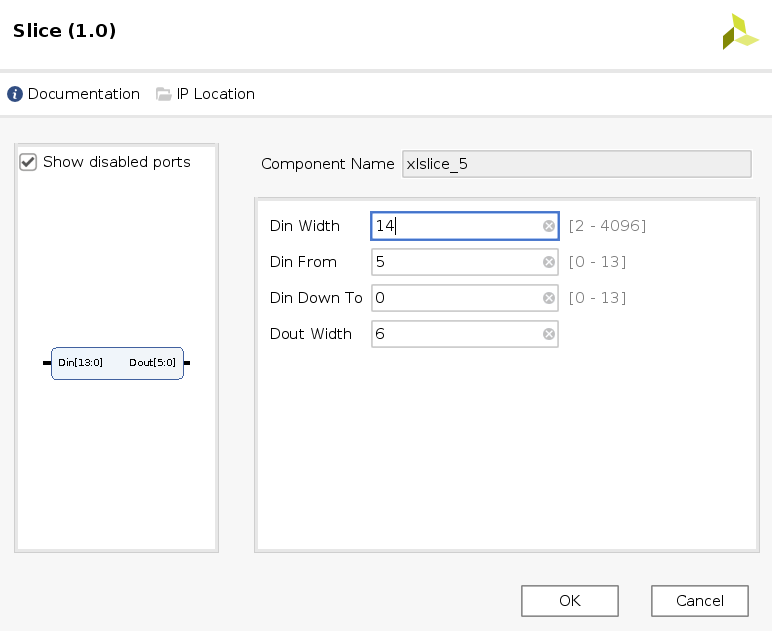 Slice (1.0)
Documentation IP Location
Show disabled ports
Component Name xlslice_5
Din Width 14 [2 - 4096]
Din From 5 [0 - 13]
Din Down To 0 [0 - 13]
Dout Width 6
Din[13:0] Dout[5:0]
OK Cancel